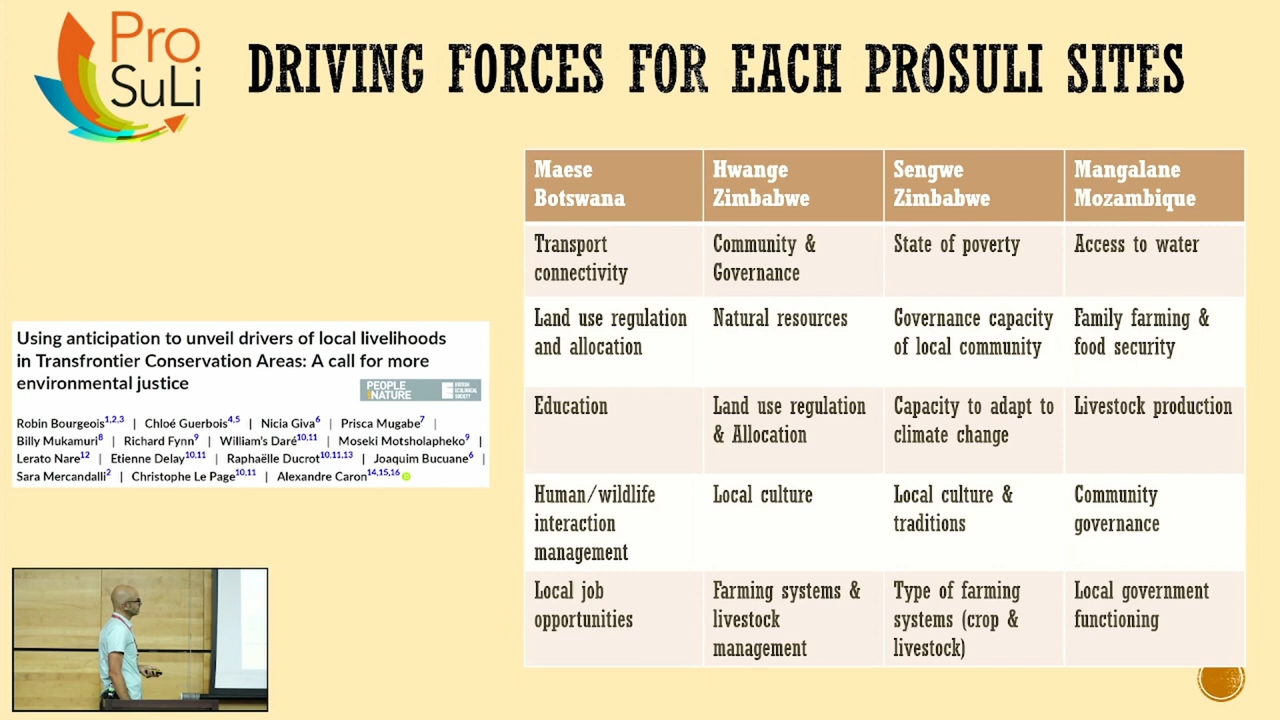 Pro
SuLi
DRIVING FORCES FOR EACH PROSULI SITES
Using anticipation to unveil drivers of local livelihoods
in Transfrontier Conservation Areas: A call for more
environmental justice
PEOPLE
NATURE
BRITISH
ECOLOGICAL
SOCIETY
Robin Bourgeois1,2,3 | Chloé Guerbois4,5 | Nicia Giva6 | Prisca Mugabe7 |
Billy Mukamuri8 | Richard Fynn9 | William's Daré10,11 | Moseki Motsholapheko9 |
Lerato Nare12 | Etienne Delay10,11 | Raphaëlle Ducrot10,11,13 | Joaquim Bucuane6 |
Sara Mercandalli2 | Christophe Le Page10,11 | Alexandre Caron14,15,16
Maese
Botswana
Hwange
Zimbabwe
Sengwe
Zimbabwe
Mangalane
Mozambique
Transport
connectivity
Community &
Governance
State of poverty
Access to water
Land use regulation
and allocation
Natural resources
Governance capacity
of local community
Family farming &
food security
Education
Land use regulation
& Allocation
Capacity to adapt to
climate change
Livestock production
Human/wildlife
interaction
management
Local culture
Local culture &
traditions
Community
governance
Local job
opportunities
Farming systems &
livestock
management
Type of farming
systems (crop &
livestock)
Local government
functioning